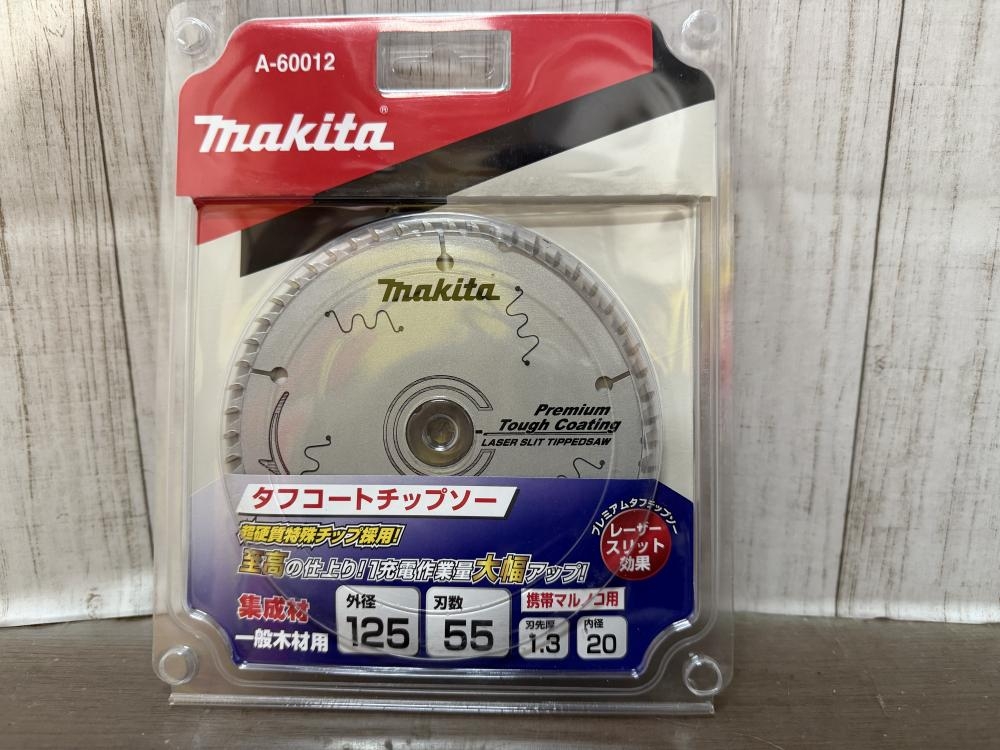 A-60012
makita®
makita
Premium
Tough Coating
LASER SLIT TIPPEDSAW
タフコートチップソー
超硬質特殊チップ採用!
至高の仕上り!1充電作業量大幅アップ!
プレミアムタフチップソー
レーザー
スリット
効果
集成材
一般木材用
外径
125
刃数
55
携帯マルノコ用
刃先厚
1.3
内径
20